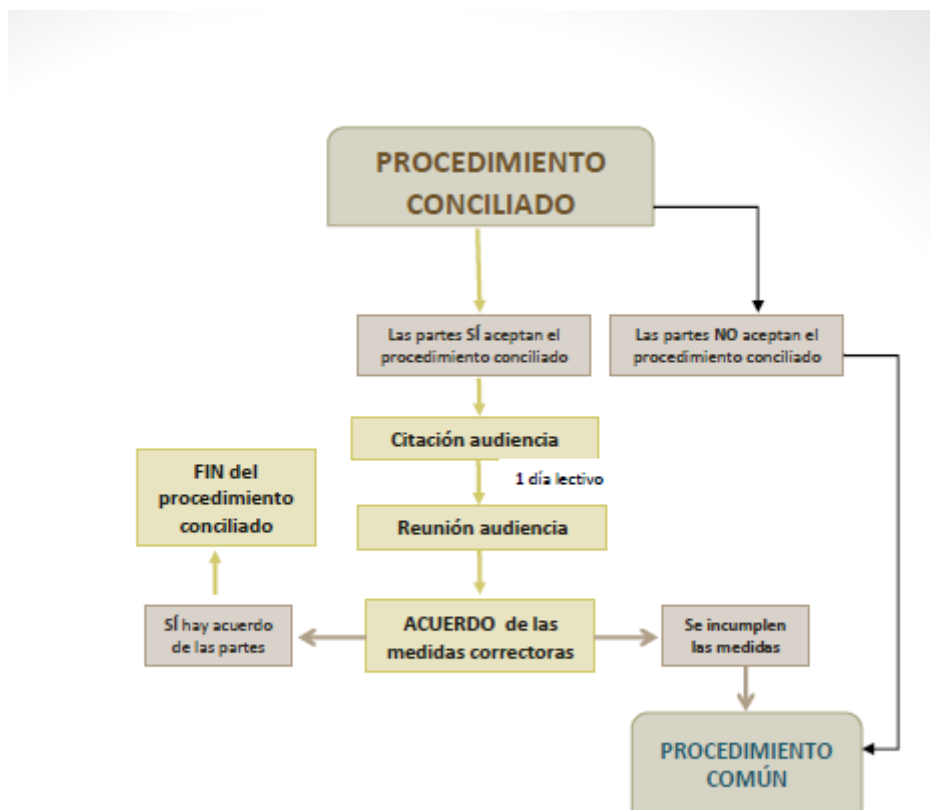 PROCEDIMIENTO
CONCILIADO
Las partes SÍ aceptan el
procedimiento conciliado
Las partes NO aceptan el
procedimiento conciliado
Citación audiencia
1 día lectivo
FIN del
procedimiento
conciliado
Reunión audiencia
SÍ hay acuerdo
de las partes
ACUERDO de las
medidas correctoras
Se incumplen
las medidas
PROCEDIMIENTO
COMÚN